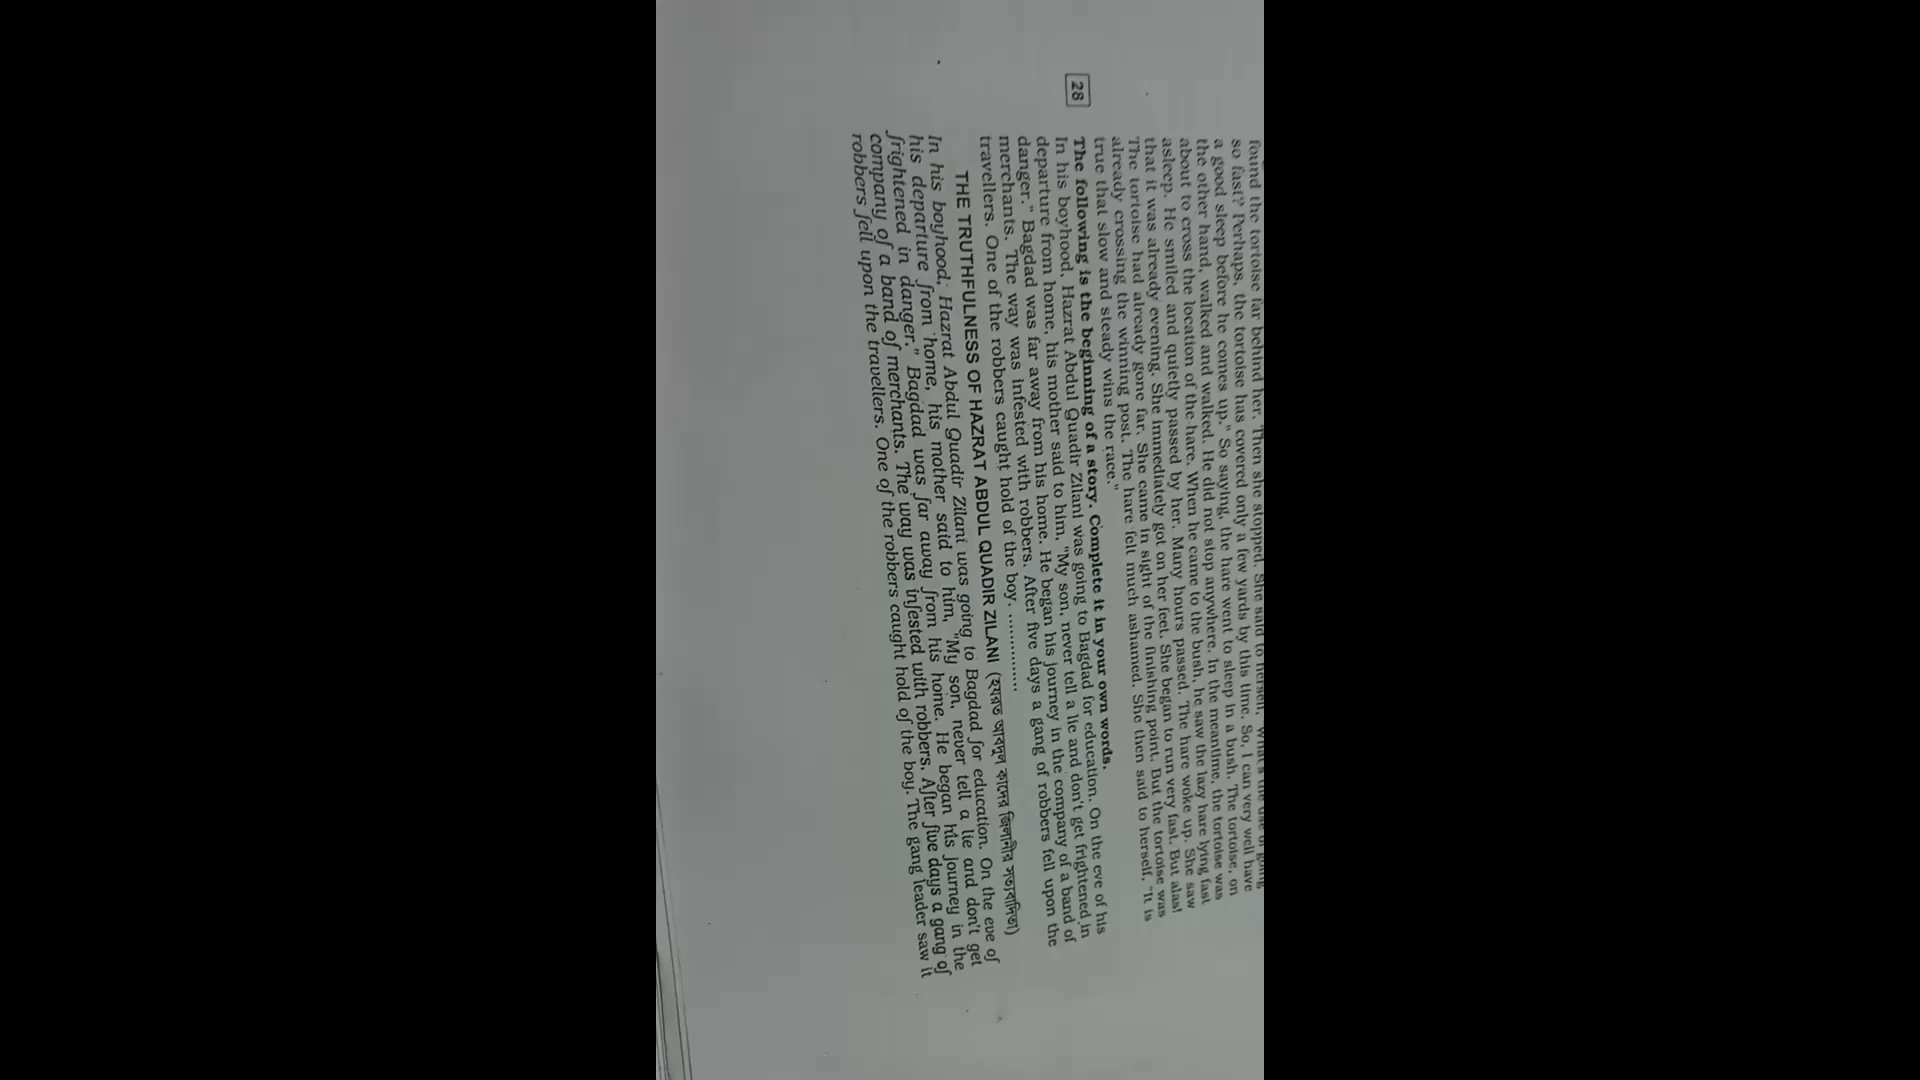 found the tortoise far behind her. Then she stopped. She said to herself, "What's the use of going
so fast? Perhaps, the tortoise has covered only a few yards by this time. So, I can very well have
a good sleep before he comes up." So saying, the hare went to sleep in a bush. The tortoise, on
the other hand, walked and walked. He did not stop anywhere. In the meantime, the tortoise was
about to cross the location of the hare. When he came to the bush, he saw the lazy hare lying fast
asleep. He smiled and quietly passed by her. Many hours passed. The hare woke up. She saw
that it was already evening. She immediately got on her feet. She began to run very fast. But alas!
The tortoise had already gone far. She came in sight of the finishing point. But the tortoise was
already crossing the winning post. The hare felt much ashamed. She then said to herself, "It is
true that slow and steady wins the race."
28 The following is the beginning of a story. Complete it in your own words.
In his boyhood, Hazrat Abdul Quadir Zilani was going to Bagdad for education. On the eve of his
departure from home, his mother said to him, "My son, never tell a lie and don't get frightened in
danger." Bagdad was far away from his home. He began his journey in the company of a band of
merchants. The way was infested with robbers. After five days a gang of robbers fell upon the
travellers. One of the robbers caught hold of the boy. ...............
THE TRUTHFULNESS OF HAZRAT ABDUL QUADIR ZILANI (হযরত আবদুল কাদের জিলানীর সত্যবাদিতা)
In his boyhood, Hazrat Abdul Quadir Zilani was going to Bagdad for education. On the eve of
his departure from home, his mother said to him, "My son, never tell a lie and don't get
frightened in danger." Bagdad was far away from his home. He began his journey in the
company of a band of merchants. The way was infested with robbers. After five days a gang of
robbers fell upon the travellers. One of the robbers caught hold of the boy. The gang leader saw it